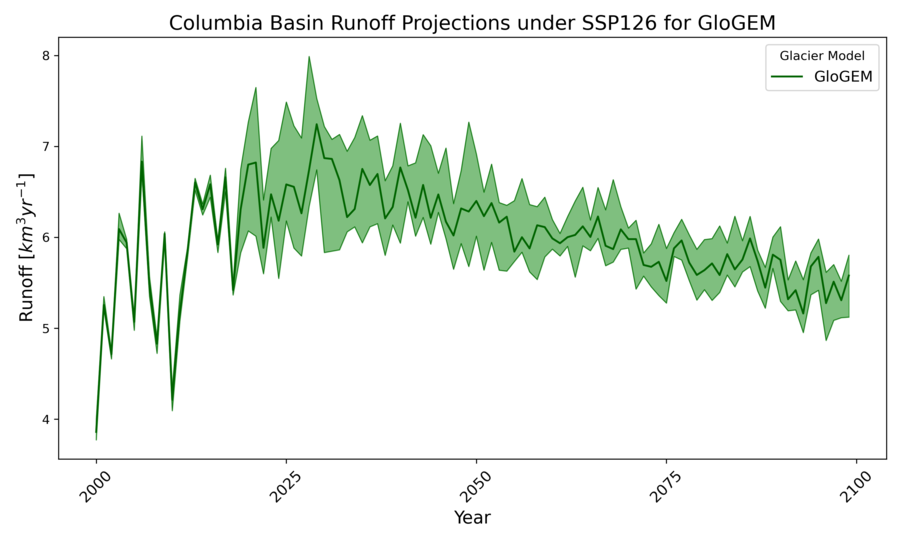 Columbia Basin Runoff Projections under SSP126 for GloGEM
Glacier Model
GloGEM
8
7
6
5
4
Runoff [km³yr⁻¹]
2000
2025
2050
2075
2100
Year